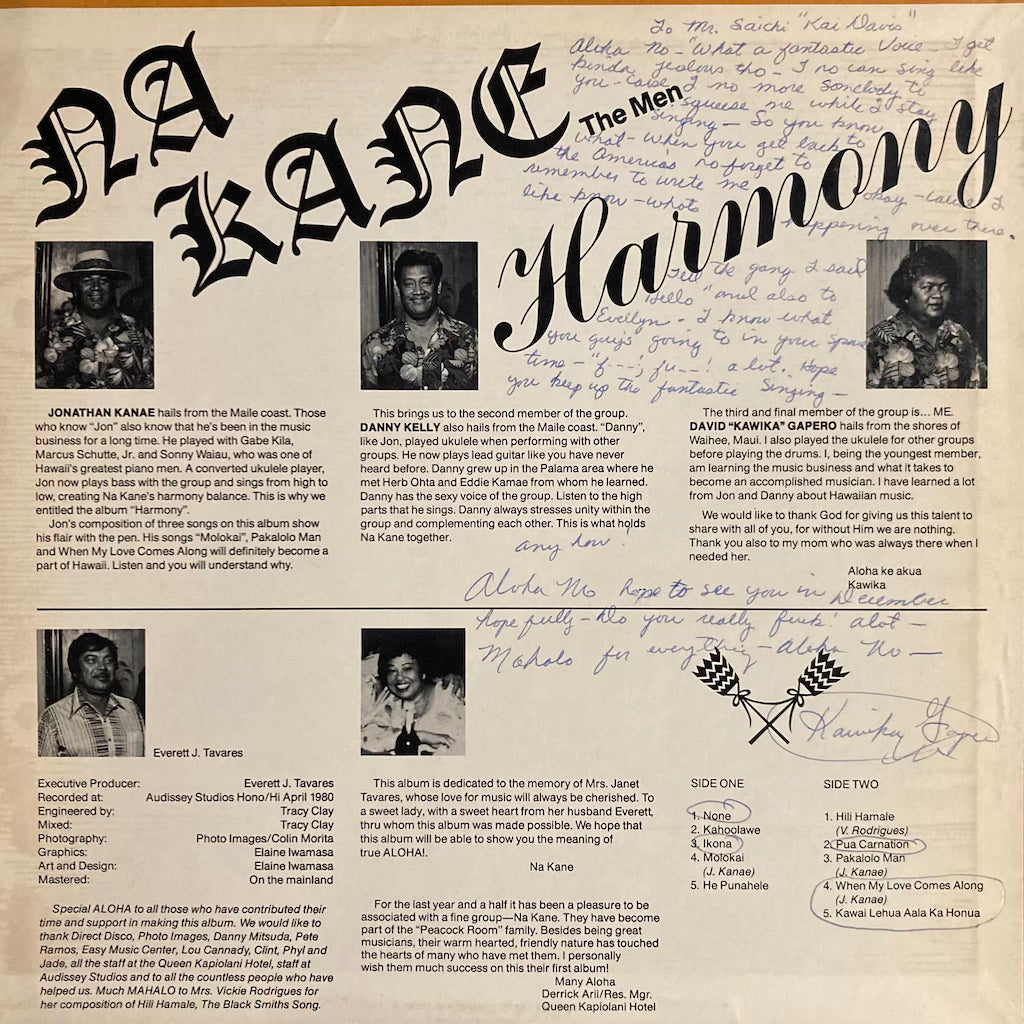 To Mr. Saichi "Kai Davis"
Aloha No - "What a fantastic Voice - I get
kinda jealous tho - I no can sing like
you - cause I no more somebody to
squeese me while I stay
singing - So you know
what - When you get back to
the America's no forget to
remember to write me okay - cause I
like know - whats happening over there.
Tell the gang I said
"Hello" and also to
Evellyn - I know what
you guys going to in your spare
time - "f---; fu--! a lot. Hope
you keep up the fantastic Singing -
NA KANE
The Men
Harmony
JONATHAN KANAE hails from the Maile coast. Those
who know "Jon" also know that he's been in the music
business for a long time. He played with Gabe Kila,
Marcus Schutte, Jr. and Sonny Waiau, who was one of
Hawaii's greatest piano men. A converted ukulele player,
Jon now plays bass with the group and sings from high to
low, creating Na Kane's harmony balance. This is why we
entitled the album "Harmony".
Jon's composition of three songs on this album show
his flair with the pen. His songs "Molokai", Pakalolo Man
and When My Love Comes Along will definitely become a
part of Hawaii. Listen and you will understand why.
This brings us to the second member of the group.
DANNY KELLY also hails from the Maile coast. "Danny",
like Jon, played ukulele when performing with other
groups. He now plays lead guitar like you have never
heard before. Danny grew up in the Palama area where he
met Herb Ohta and Eddie Kamae from whom he learned.
Danny has the sexy voice of the group. Listen to the high
parts that he sings. Danny always stresses unity within the
group and complementing each other. This is what holds
Na Kane together.
The third and final member of the group is... ME.
DAVID "KAWIKA" GAPERO hails from the shores of
Waihee, Maui. I also played the ukulele for other groups
before playing the drums. I, being the youngest member,
am learning the music business and what it takes to
become an accomplished musician. I have learned a lot
from Jon and Danny about Hawaiian music.
We would like to thank God for giving us this talent to
share with all of you, for without Him we are nothing.
Thank you also to my mom who was always there when I
needed her.
Aloha ke akua
Kawika
any how!
Aloha No hope to see you in December
hopefully - Do you really funk! alot -
Mahalo for everything - Aloha No -
Kawika
Everett J. Tavares
Executive Producer: Everett J. Tavares
Recorded at: Audissey Studios Hono/Hi April 1980
Engineered by: Tracy Clay
Mixed: Tracy Clay
Photography: Photo Images/Colin Morita
Graphics: Elaine Iwamasa
Art and Design: Elaine Iwamasa
Mastered: On the mainland
Special ALOHA to all those who have contributed their
time and support in making this album. We would like to
thank Direct Disco, Photo Images, Danny Mitsuda, Pete
Ramos, Easy Music Center, Lou Cannady, Clint, Phyl and
Jade, all the staff at the Queen Kapiolani Hotel, staff at
Audissey Studios and to all the countless people who have
helped us. Much MAHALO to Mrs. Vickie Rodrigues for
her composition of Hili Hamale, The Black Smiths Song.
This album is dedicated to the memory of Mrs. Janet
Tavares, whose love for music will always be cherished. To
a sweet lady, with a sweet heart from her husband Everett,
thru whom this album was made possible. We hope that
this album will be able to show you the meaning of
true ALOHA!.
Na Kane
For the last year and a half it has been a pleasure to be
associated with a fine group—Na Kane. They have become
part of the "Peacock Room" family. Besides being great
musicians, their warm hearted, friendly nature has touched
the hearts of many who have met them. I personally
wish them much success on this their first album!
Many Aloha
Derrick Aril/Res. Mgr.
Queen Kapiolani Hotel
SIDE ONE
1. None
2. Kahoolawe
3. Ikona
4. Molokai
(J. Kanae)
5. He Punahele
SIDE TWO
1. Hili Hamale
(V. Rodrigues)
2. Pua Carnation
3. Pakalolo Man
(J. Kanae)
4. When My Love Comes Along
(J. Kanae)
5. Kawai Lehua Aala Ka Honua